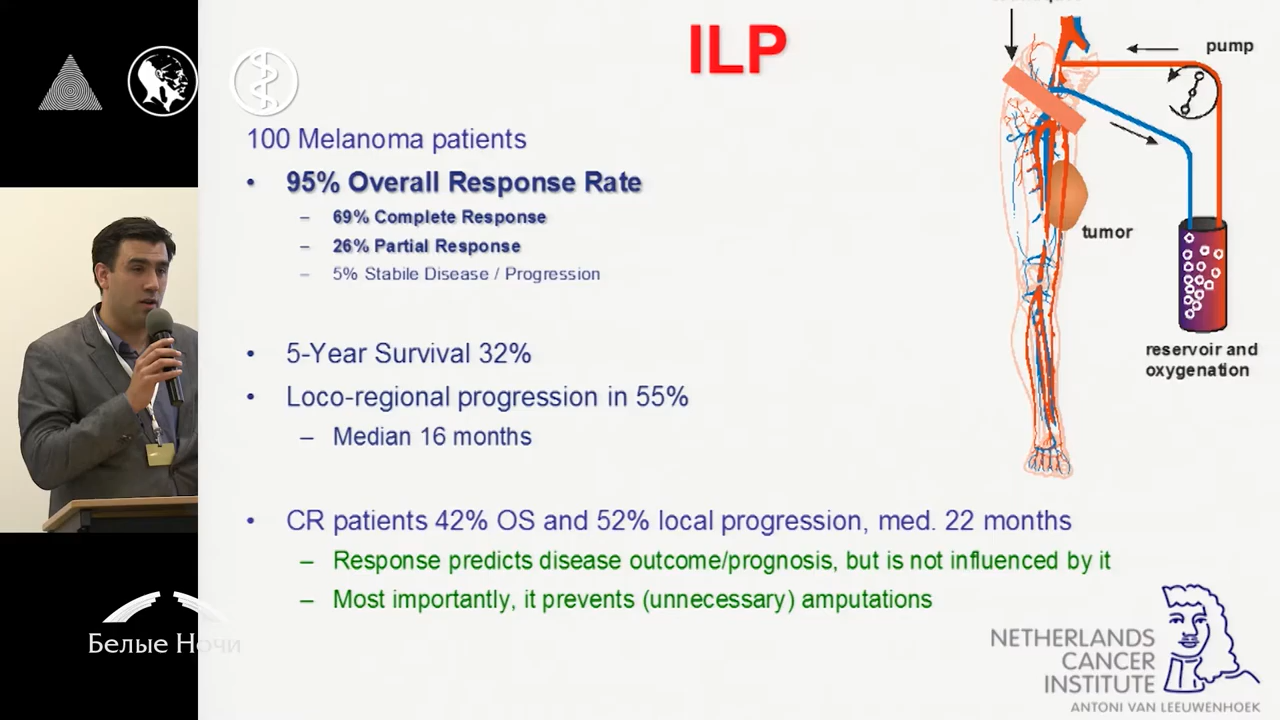 ILP
pump
100 Melanoma patients
• 95% Overall Response Rate
– 69% Complete Response
– 26% Partial Response
– 5% Stabile Disease / Progression
tumor
• 5-Year Survival 32%
• Loco-regional progression in 55%
– Median 16 months
reservoir and
oxygenation
• CR patients 42% OS and 52% local progression, med. 22 months
– Response predicts disease outcome/prognosis, but is not influenced by it
– Most importantly, it prevents (unnecessary) amputations
Белые Ночи
NETHERLANDS
CANCER
INSTITUTE
ANTONI VAN LEEUWENHOEK